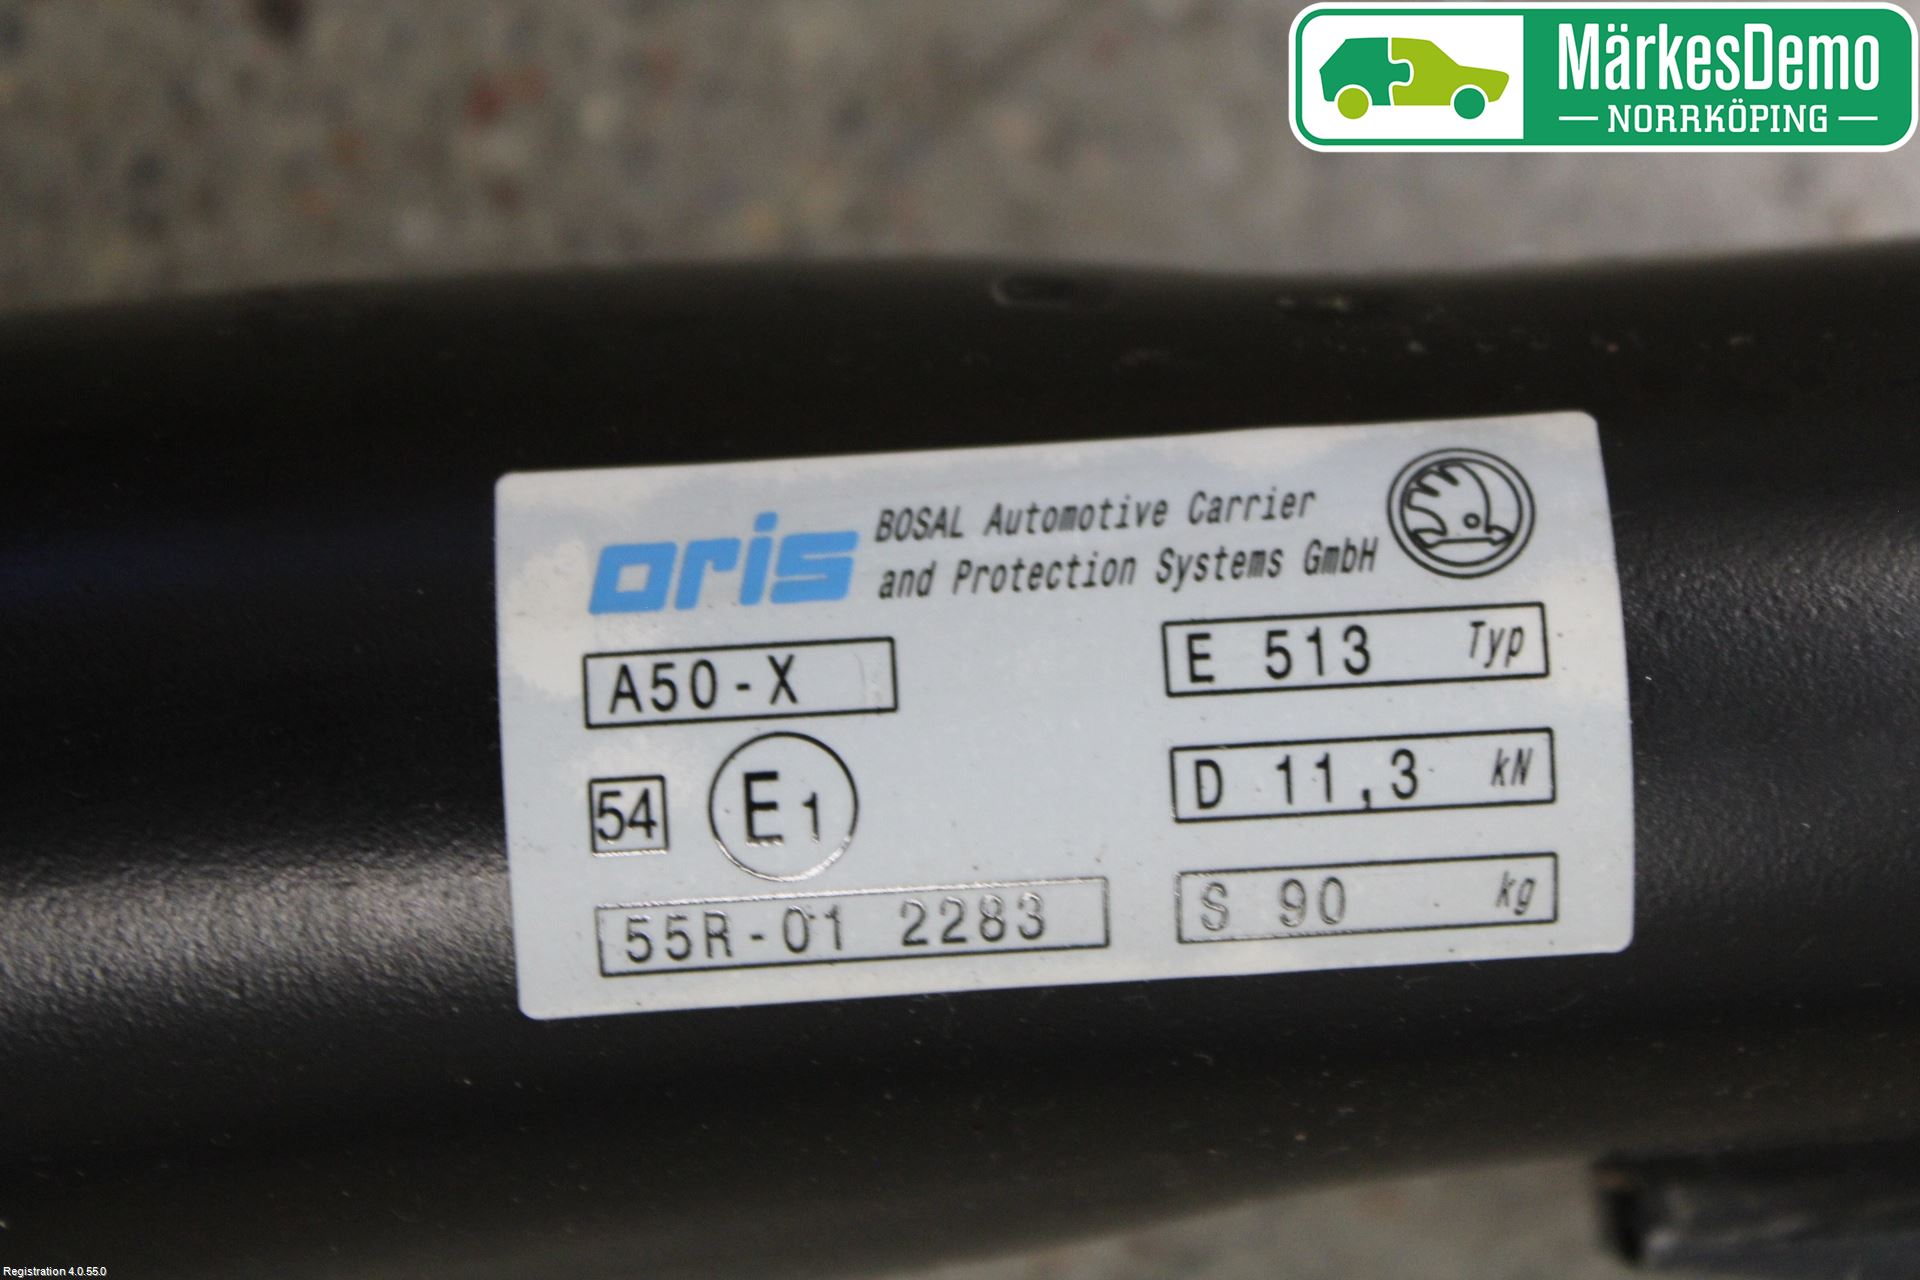 MärkesDemo
NORRKÖPING
oris BOSAL Automotive Carrier
and Protection Systems GmbH
A50-X
E 513 Typ
54 E1
D 11,3 kN
55R-01 2283
S 90 kg
Registration 4.0.55.0